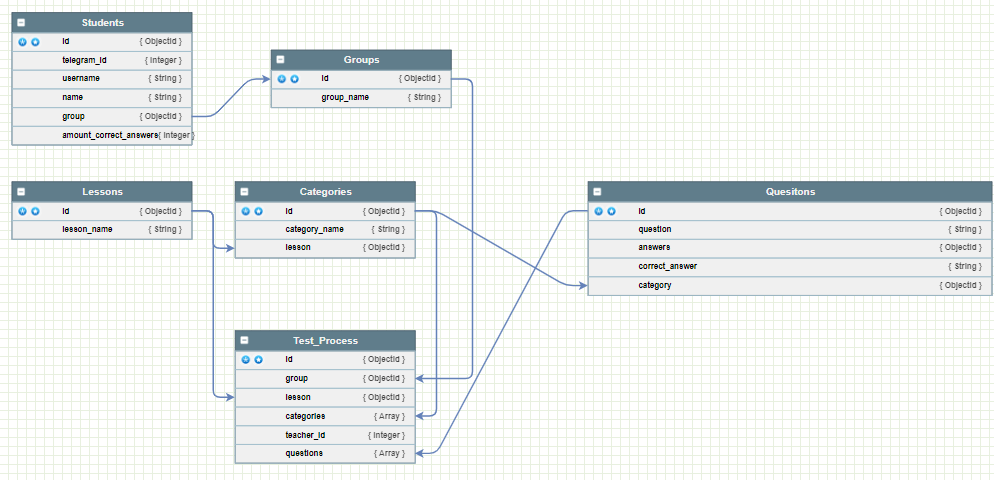 Students
id { ObjectId }
telegram_id { Integer }
username { String }
name { String }
group { ObjectId }
amount_correct_answers{ Integer }
Groups
id { ObjectId }
group_name { String }
Lessons
id { ObjectId }
lesson_name { String }
Categories
id { ObjectId }
category_name { String }
lesson { ObjectId }
Quesitons
id { ObjectId }
question { String }
answers { ObjectId }
correct_answer { String }
category { ObjectId }
Test_Process
id { ObjectId }
group { ObjectId }
lesson { ObjectId }
categories { Array }
teacher_id { Integer }
questions { Array }